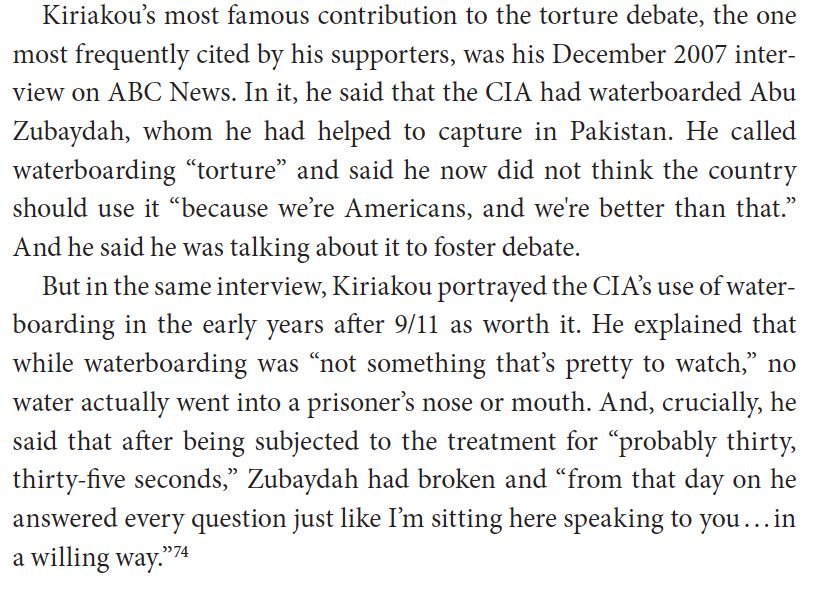 Kiriakou’s most famous contribution to the torture debate, the one
most frequently cited by his supporters, was his December 2007 inter-
view on ABC News. In it, he said that the CIA had waterboarded Abu
Zubaydah, whom he had helped to capture in Pakistan. He called
waterboarding “torture” and said he now did not think the country
should use it “because we’re Americans, and we're better than that.”
And he said he was talking about it to foster debate.
But in the same interview, Kiriakou portrayed the CIA’s use of water-
boarding in the early years after 9/11 as worth it. He explained that
while waterboarding was “not something that’s pretty to watch,” no
water actually went into a prisoner’s nose or mouth. And, crucially, he
said that after being subjected to the treatment for “probably thirty,
thirty-five seconds,” Zubaydah had broken and “from that day on he
answered every question just like I’m sitting here speaking to you…in
a willing way.”74